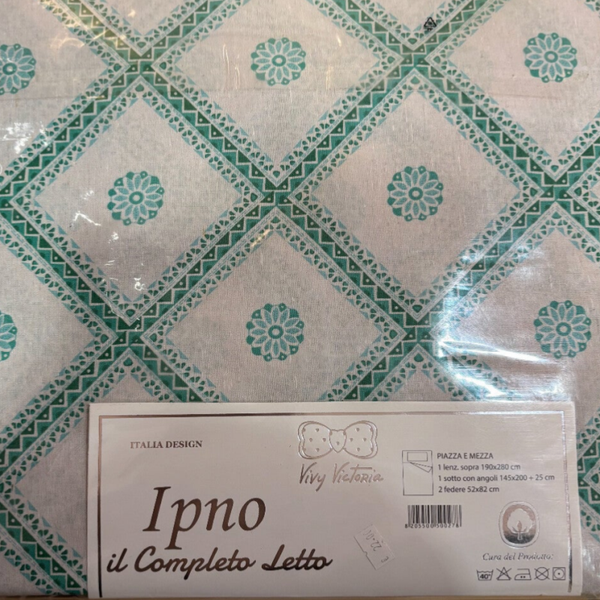 ITALIA DESIGN
Vivy Victoria
Ipno
il Completo Letto
PIAZZA E MEZZA
1 lenz. sopra 190x280 cm
1 sotto con angoli 145x200 + 25 cm
2 federe 52x82 cm
Cura del Prodotto:
40°